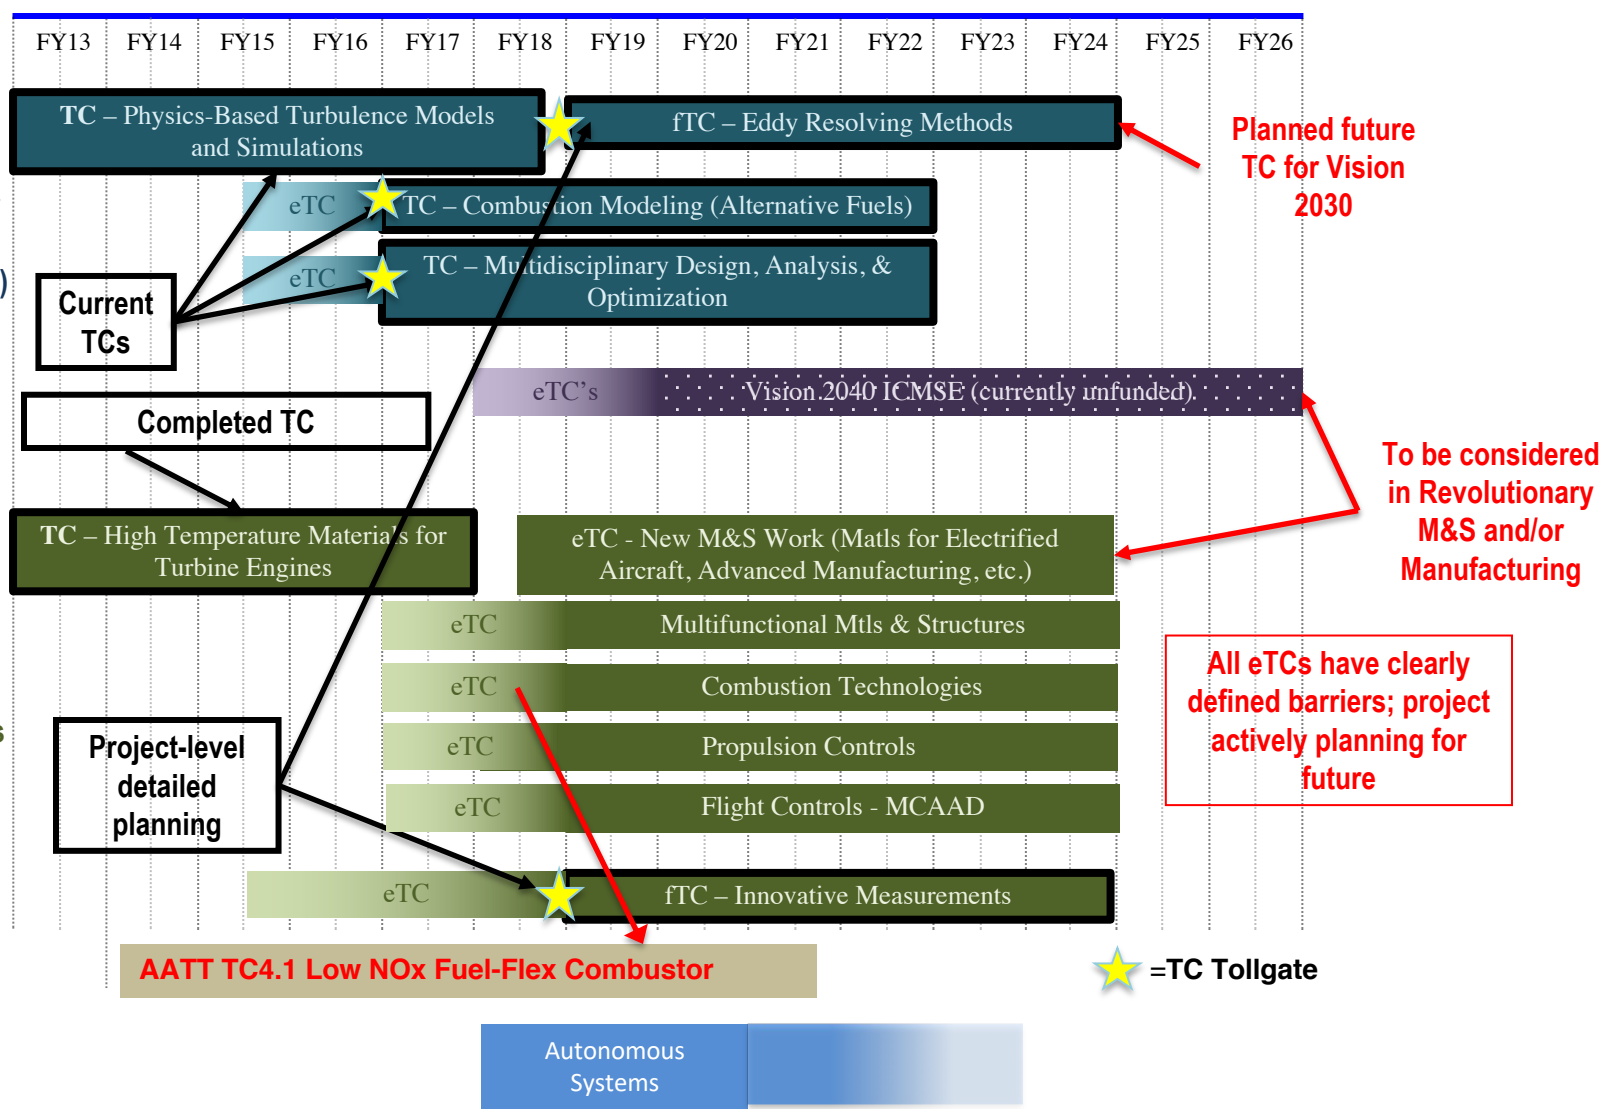 FY13 FY14 FY15 FY16 FY17 FY18 FY19 FY20 FY21 FY22 FY23 FY24 FY25 FY26
TC – Physics-Based Turbulence Models
and Simulations
fTC – Eddy Resolving Methods
Planned future
TC for Vision
2030
eTC
TC – Combustion Modeling (Alternative Fuels)
)
eTC
TC – Multidisciplinary Design, Analysis, &
Optimization
Current
TCs
eTC's
Vision 2040 ICMSE (currently unfunded)
Completed TC
To be considered
in Revolutionary
M&S and/or
Manufacturing
TC – High Temperature Materials for
Turbine Engines
eTC - New M&S Work (Matls for Electrified
Aircraft, Advanced Manufacturing, etc.)
eTC
Multifunctional Mtls & Structures
eTC
Combustion Technologies
All eTCs have clearly
defined barriers; project
actively planning for
future
s
Project-level
detailed
planning
eTC
Propulsion Controls
eTC
Flight Controls - MCAAD
eTC
fTC – Innovative Measurements
AATT TC4.1 Low NOx Fuel-Flex Combustor
=TC Tollgate
Autonomous
Systems